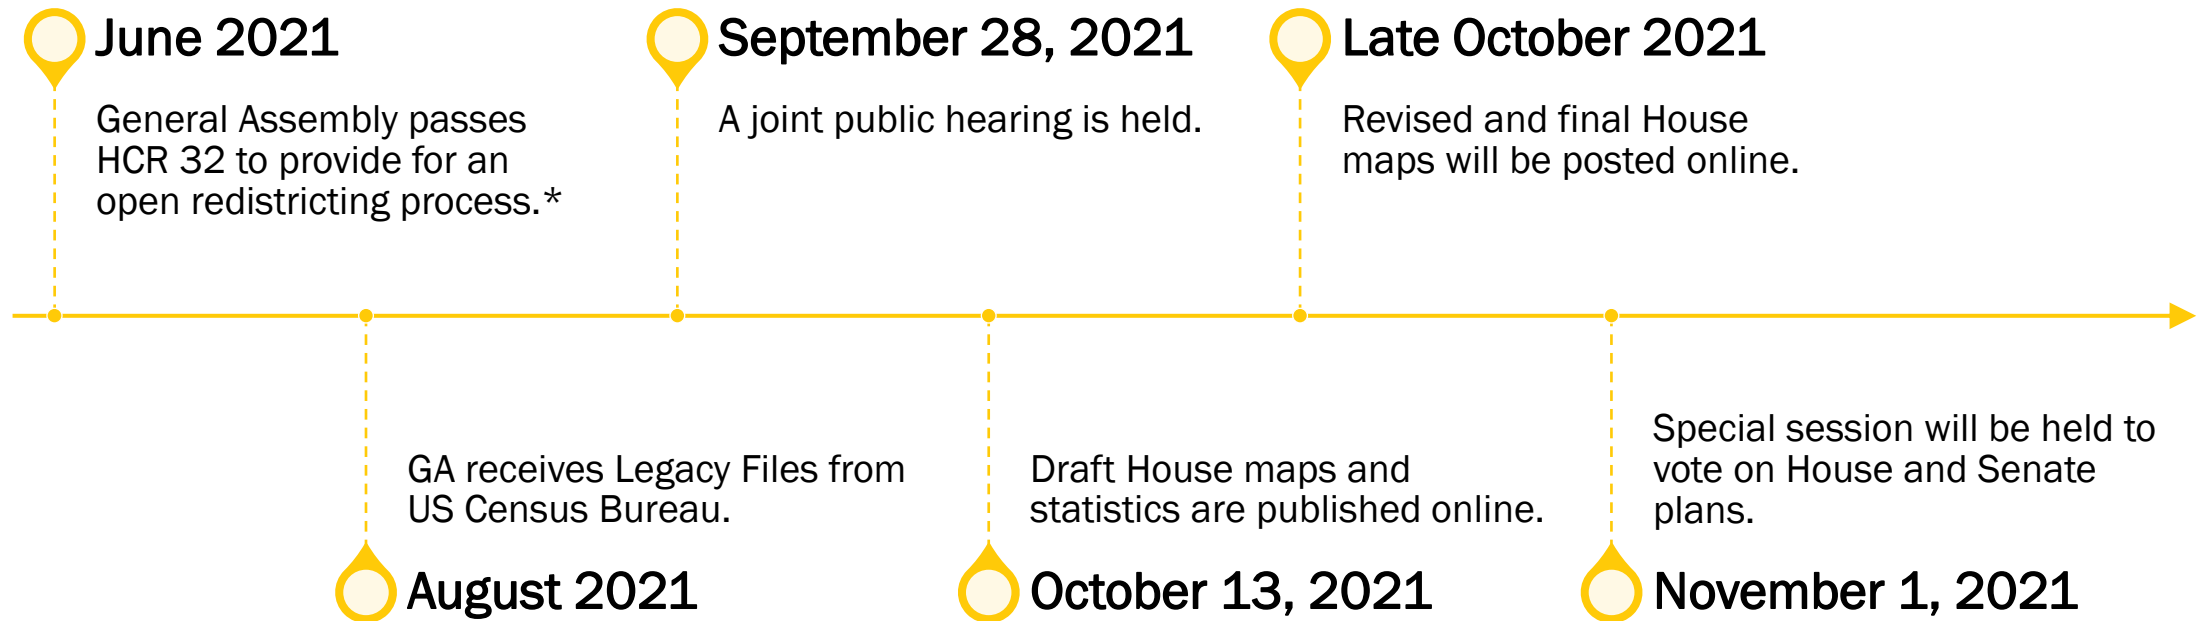 June 2021
General Assembly passes
HCR 32 to provide for an
open redistricting process.*
September 28, 2021
A joint public hearing is held.
Late October 2021
Revised and final House
maps will be posted online.
GA receives Legacy Files from
US Census Bureau.
August 2021
Draft House maps and
statistics are published online.
October 13, 2021
Special session will be held to
vote on House and Senate
plans.
November 1, 2021